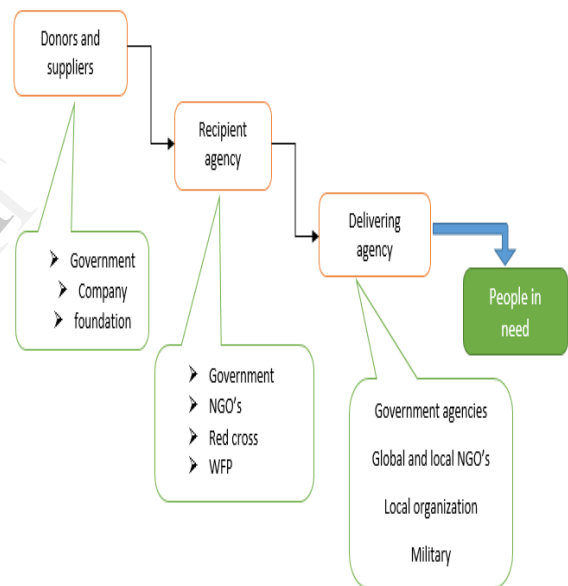 Donors and
suppliers
Recipient
agency
Delivering
agency
People in
need
Government
Company
foundation
Government
NGO's
Red cross
WFP
Government agencies
Global and local NGO's
Local organization
Military